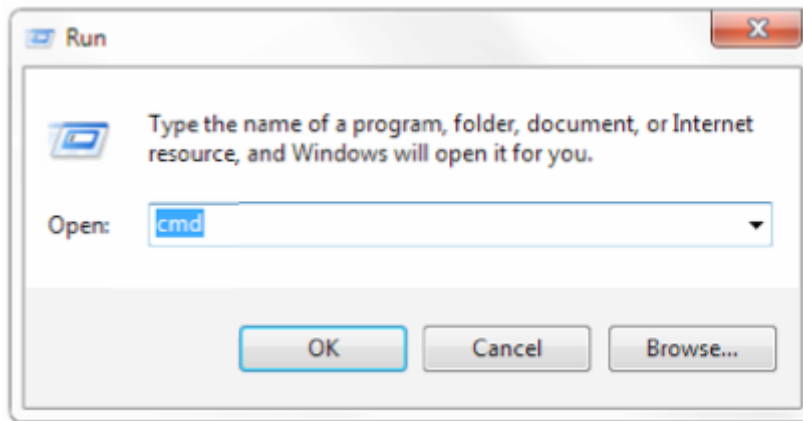 Run
Type the name of a program, folder, document, or Internet
resource, and Windows will open it for you.
Open: cmd
OK Cancel Browse...